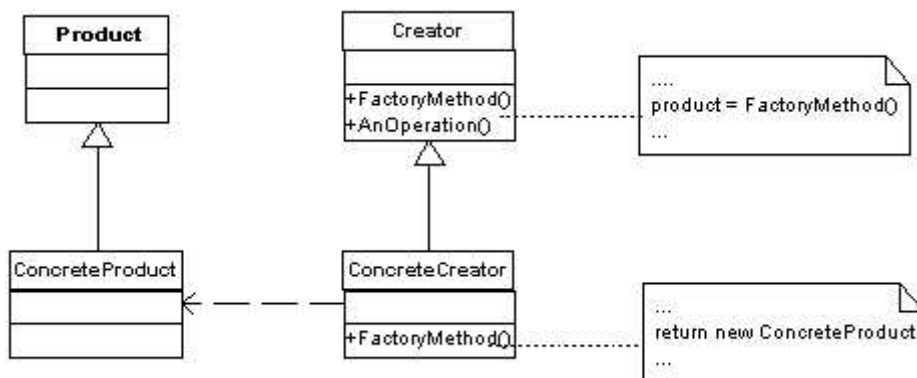 Product
Creator
+FactoryMethod()
+AnOperation()
....
product = FactoryMethod()
...
ConcreteProduct
ConcreteCreator
+FactoryMethod()
...
return new ConcreteProduct
...